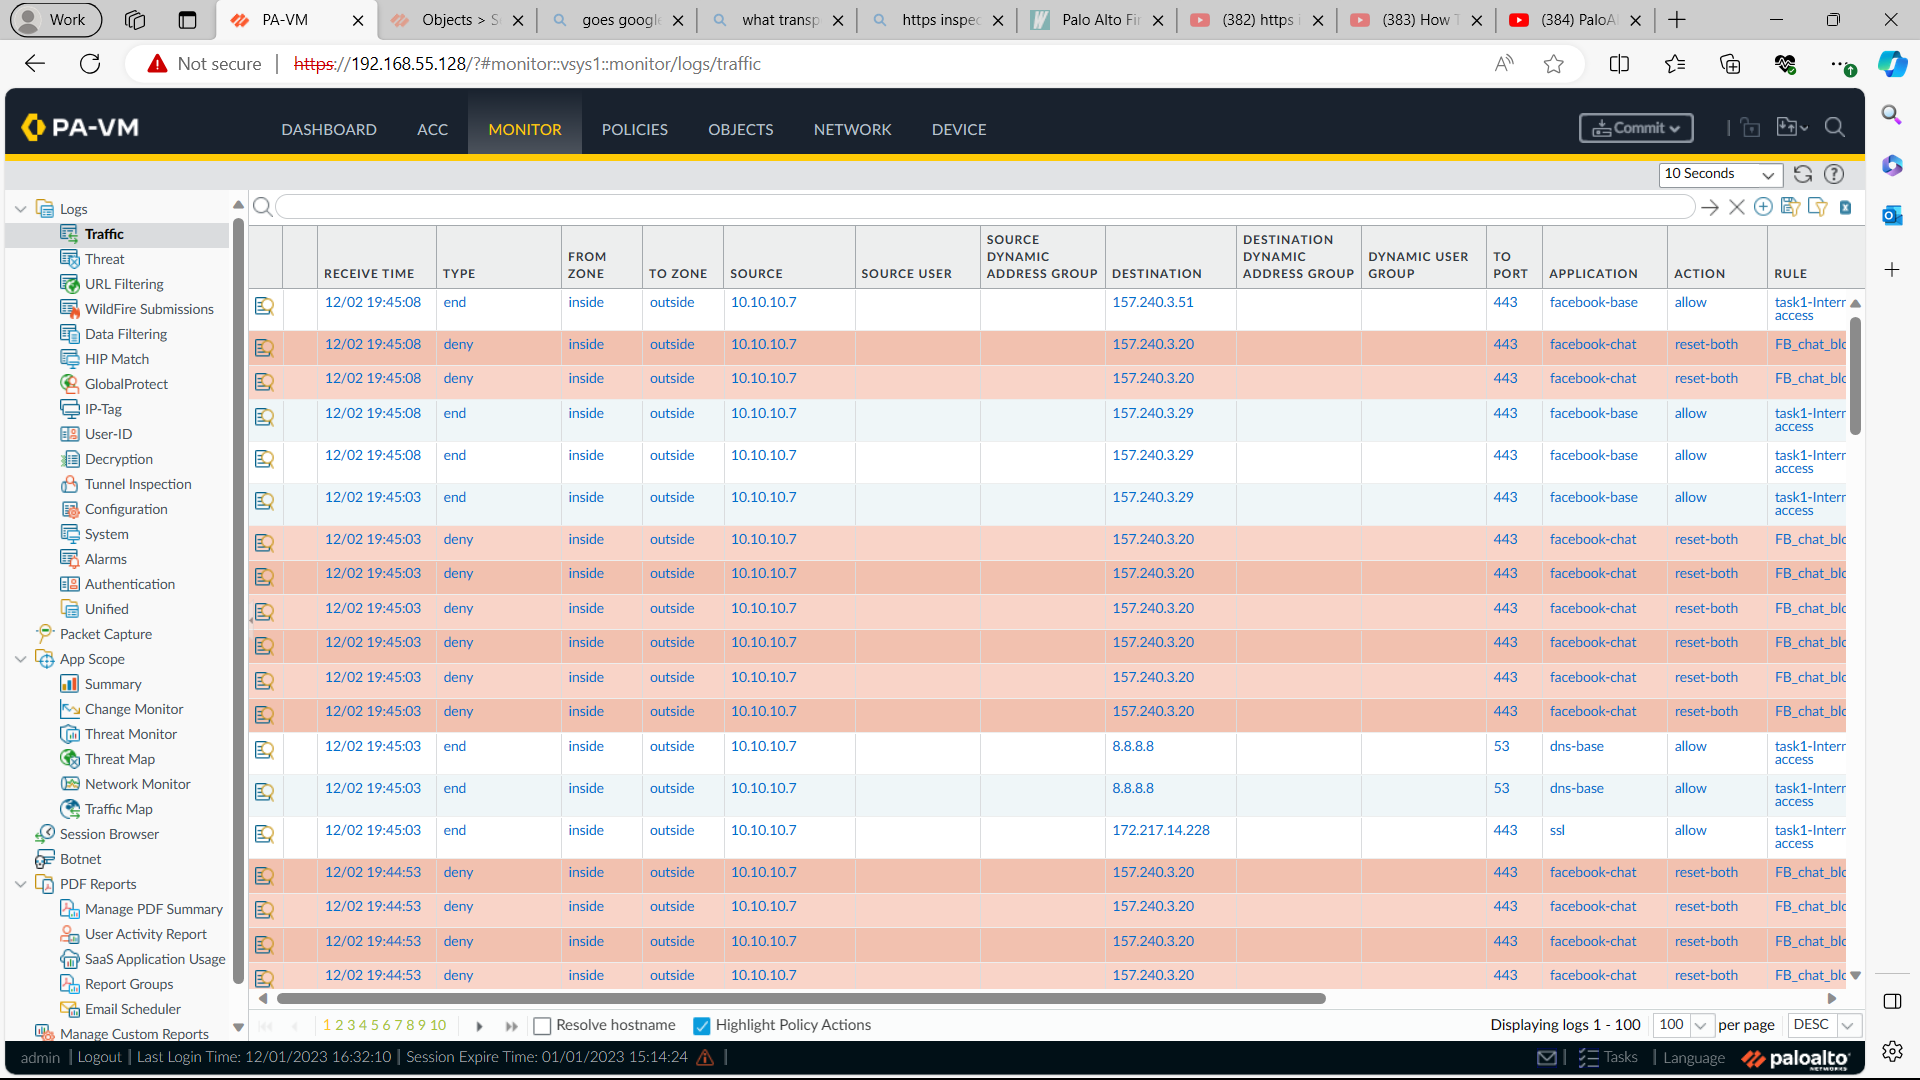 Work
PA-VM
Objects > S
goes google
what transp
https inspec
Palo Alto Fir
(382) https i
(383) How T
(384) PaloA
Not secure
https://192.168.55.128/?#monitor::vsys1::monitor/logs/traffic
PA-VM
DASHBOARD ACC MONITOR POLICIES OBJECTS NETWORK DEVICE
Commit
10 Seconds
Logs
Traffic
Threat
URL Filtering
WildFire Submissions
Data Filtering
HIP Match
GlobalProtect
IP-Tag
User-ID
Decryption
Tunnel Inspection
Configuration
System
Alarms
Authentication
Unified
Packet Capture
App Scope
Summary
Change Monitor
Threat Monitor
Threat Map
Network Monitor
Traffic Map
Session Browser
Botnet
PDF Reports
Manage PDF Summary
User Activity Report
SaaS Application Usage
Report Groups
Email Scheduler
Manage Custom Reports
RECEIVE TIME TYPE FROM ZONE TO ZONE SOURCE SOURCE USER SOURCE DYNAMIC ADDRESS GROUP DESTINATION DESTINATION DYNAMIC ADDRESS GROUP DYNAMIC USER GROUP TO PORT APPLICATION ACTION RULE
12/02 19:45:08 end inside outside 10.10.10.7 157.240.3.51 443 facebook-base allow task1-Interr access
12/02 19:45:08 deny inside outside 10.10.10.7 157.240.3.20 443 facebook-chat reset-both FB_chat_blc
12/02 19:45:08 deny inside outside 10.10.10.7 157.240.3.20 443 facebook-chat reset-both FB_chat_blc
12/02 19:45:08 end inside outside 10.10.10.7 157.240.3.29 443 facebook-base allow task1-Interr access
12/02 19:45:08 end inside outside 10.10.10.7 157.240.3.29 443 facebook-base allow task1-Interr access
12/02 19:45:03 end inside outside 10.10.10.7 157.240.3.29 443 facebook-base allow task1-Interr access
12/02 19:45:03 deny inside outside 10.10.10.7 157.240.3.20 443 facebook-chat reset-both FB_chat_blc
12/02 19:45:03 deny inside outside 10.10.10.7 157.240.3.20 443 facebook-chat reset-both FB_chat_blc
12/02 19:45:03 deny inside outside 10.10.10.7 157.240.3.20 443 facebook-chat reset-both FB_chat_blc
12/02 19:45:03 deny inside outside 10.10.10.7 157.240.3.20 443 facebook-chat reset-both FB_chat_blc
12/02 19:45:03 deny inside outside 10.10.10.7 157.240.3.20 443 facebook-chat reset-both FB_chat_blc
12/02 19:45:03 deny inside outside 10.10.10.7 157.240.3.20 443 facebook-chat reset-both FB_chat_blc
12/02 19:45:03 end inside outside 10.10.10.7 8.8.8.8 53 dns-base allow task1-Interr access
12/02 19:45:03 end inside outside 10.10.10.7 8.8.8.8 53 dns-base allow task1-Interr access
12/02 19:45:03 end inside outside 10.10.10.7 172.217.14.228 443 ssl allow task1-Interr access
12/02 19:44:53 deny inside outside 10.10.10.7 157.240.3.20 443 facebook-chat reset-both FB_chat_blc
12/02 19:44:53 deny inside outside 10.10.10.7 157.240.3.20 443 facebook-chat reset-both FB_chat_blc
12/02 19:44:53 deny inside outside 10.10.10.7 157.240.3.20 443 facebook-chat reset-both FB_chat_blc
12/02 19:44:53 deny inside outside 10.10.10.7 157.240.3.20 443 facebook-chat reset-both FB_chat_blc
1 2 3 4 5 6 7 8 9 10 Resolve hostname Highlight Policy Actions Displaying logs 1 - 100 100 per page DESC
admin | Logout | Last Login Time: 12/01/2023 16:32:10 | Session Expire Time: 01/01/2023 15:14:24 | Tasks | Language paloalto NETWORKS